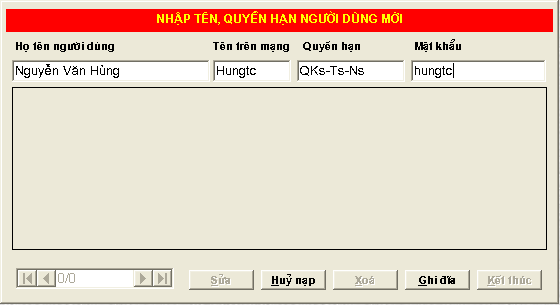 NHẬP TÊN, QUYỀN HẠN NGƯỜI DÙNG MỚI
Họ tên người dùng Tên trên mạng Quyền hạn Mật khẩu
Nguyễn Văn Hùng Hungtc QKs-Ts-Ns hungtc
0/0 Sửa Huỷ nạp Xoá Ghi đĩa Kết thúc